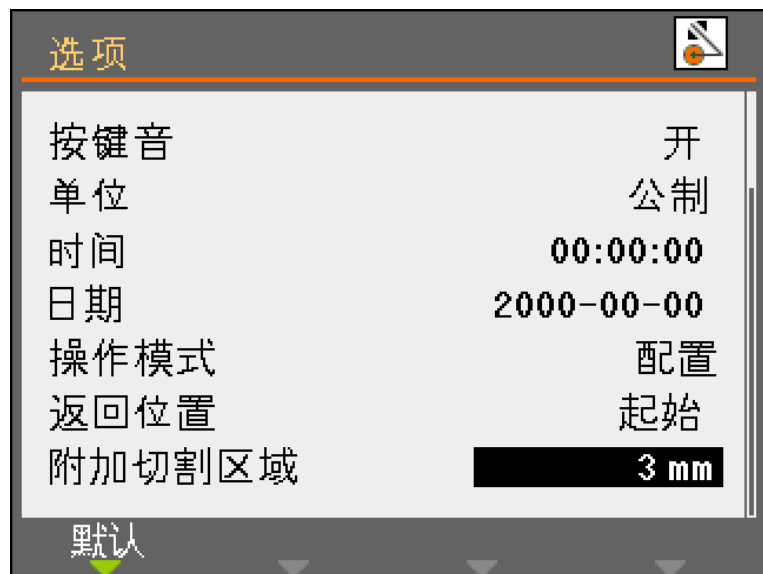 选项
按键音 开
单位 公制
时间 00:00:00
日期 2000-00-00
操作模式 配置
返回位置 起始
附加切割区域 3 mm
默认